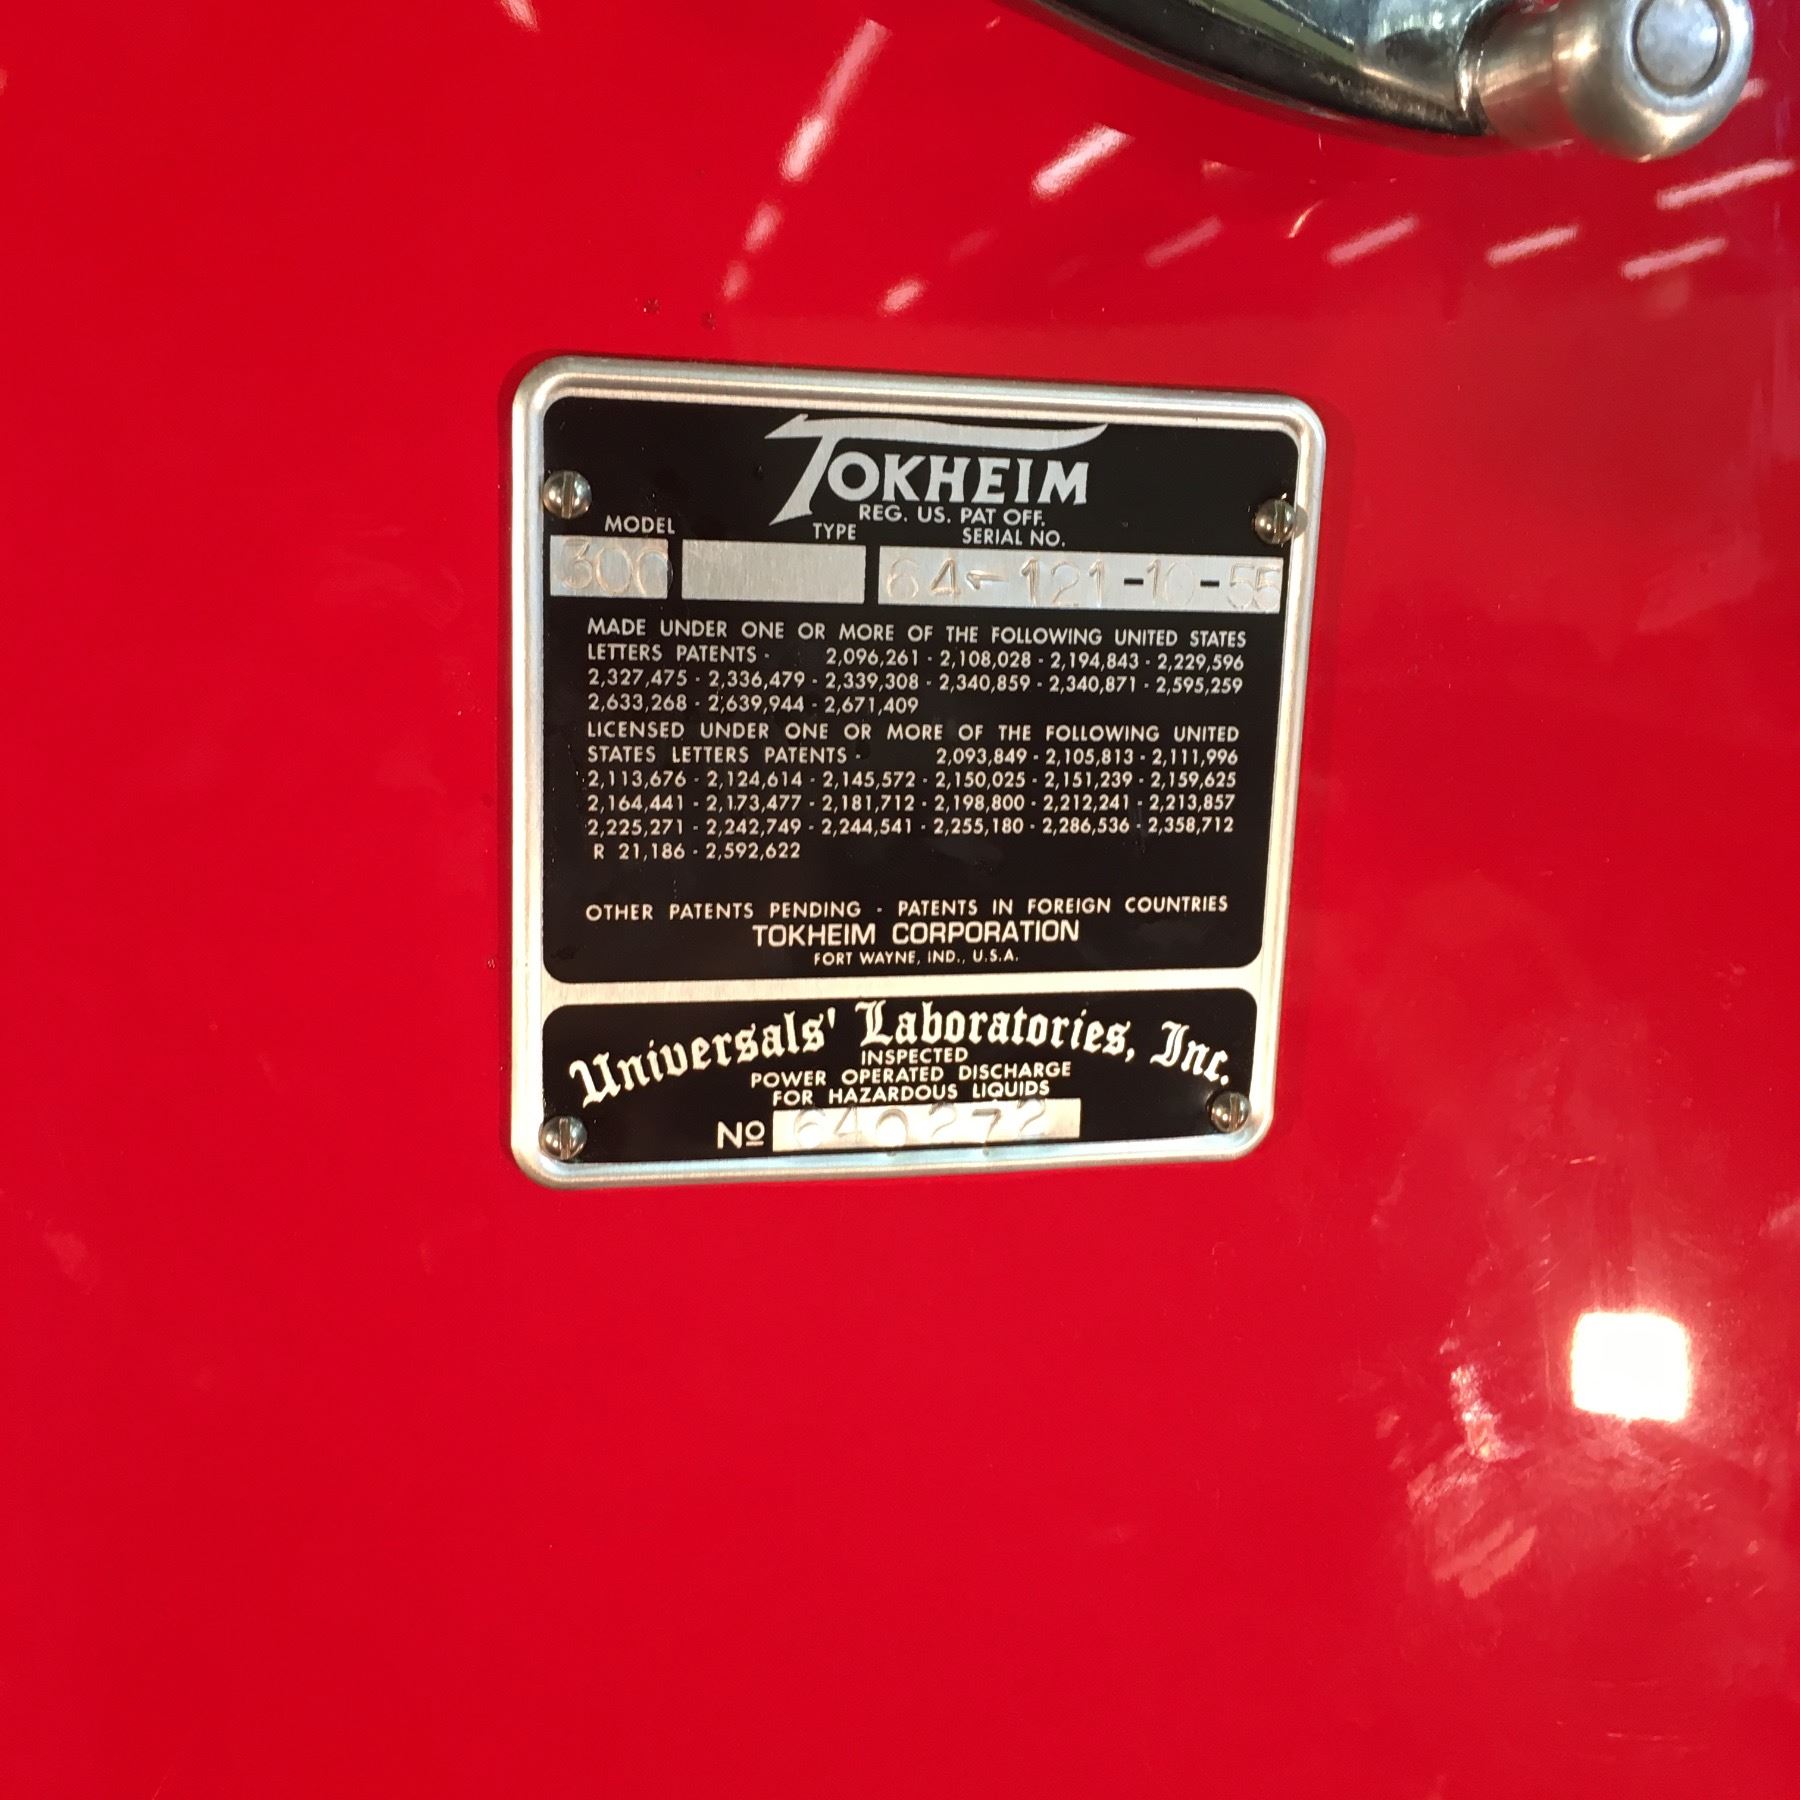 TOKHEIM
REG. US. PAT OFF.
MODEL TYPE SERIAL NO.
300 64-121-10-55
MADE UNDER ONE OR MORE OF THE FOLLOWING UNITED STATES
LETTERS PATENTS - 2,096,261 - 2,108,028 - 2,194,843 - 2,229,596
2,327,475 - 2,336,479 - 2,339,308 - 2,340,859 - 2,340,871 - 2,595,259
2,633,268 - 2,639,944 - 2,671,409
LICENSED UNDER ONE OR MORE OF THE FOLLOWING UNITED
STATES LETTERS PATENTS - 2,093,849 - 2,105,813 - 2,111,996
2,113,676 - 2,124,614 - 2,145,572 - 2,150,025 - 2,151,239 - 2,159,625
2,164,441 - 2,173,477 - 2,181,712 - 2,198,800 - 2,212,241 - 2,213,857
2,225,271 - 2,242,749 - 2,244,541 - 2,255,180 - 2,286,536 - 2,358,712
R 21,186 - 2,592,622
OTHER PATENTS PENDING - PATENTS IN FOREIGN COUNTRIES
TOKHEIM CORPORATION
FORT WAYNE, IND., U.S.A.
Universals' Laboratories, Inc.
INSPECTED
POWER OPERATED DISCHARGE
FOR HAZARDOUS LIQUIDS
Nº 640272